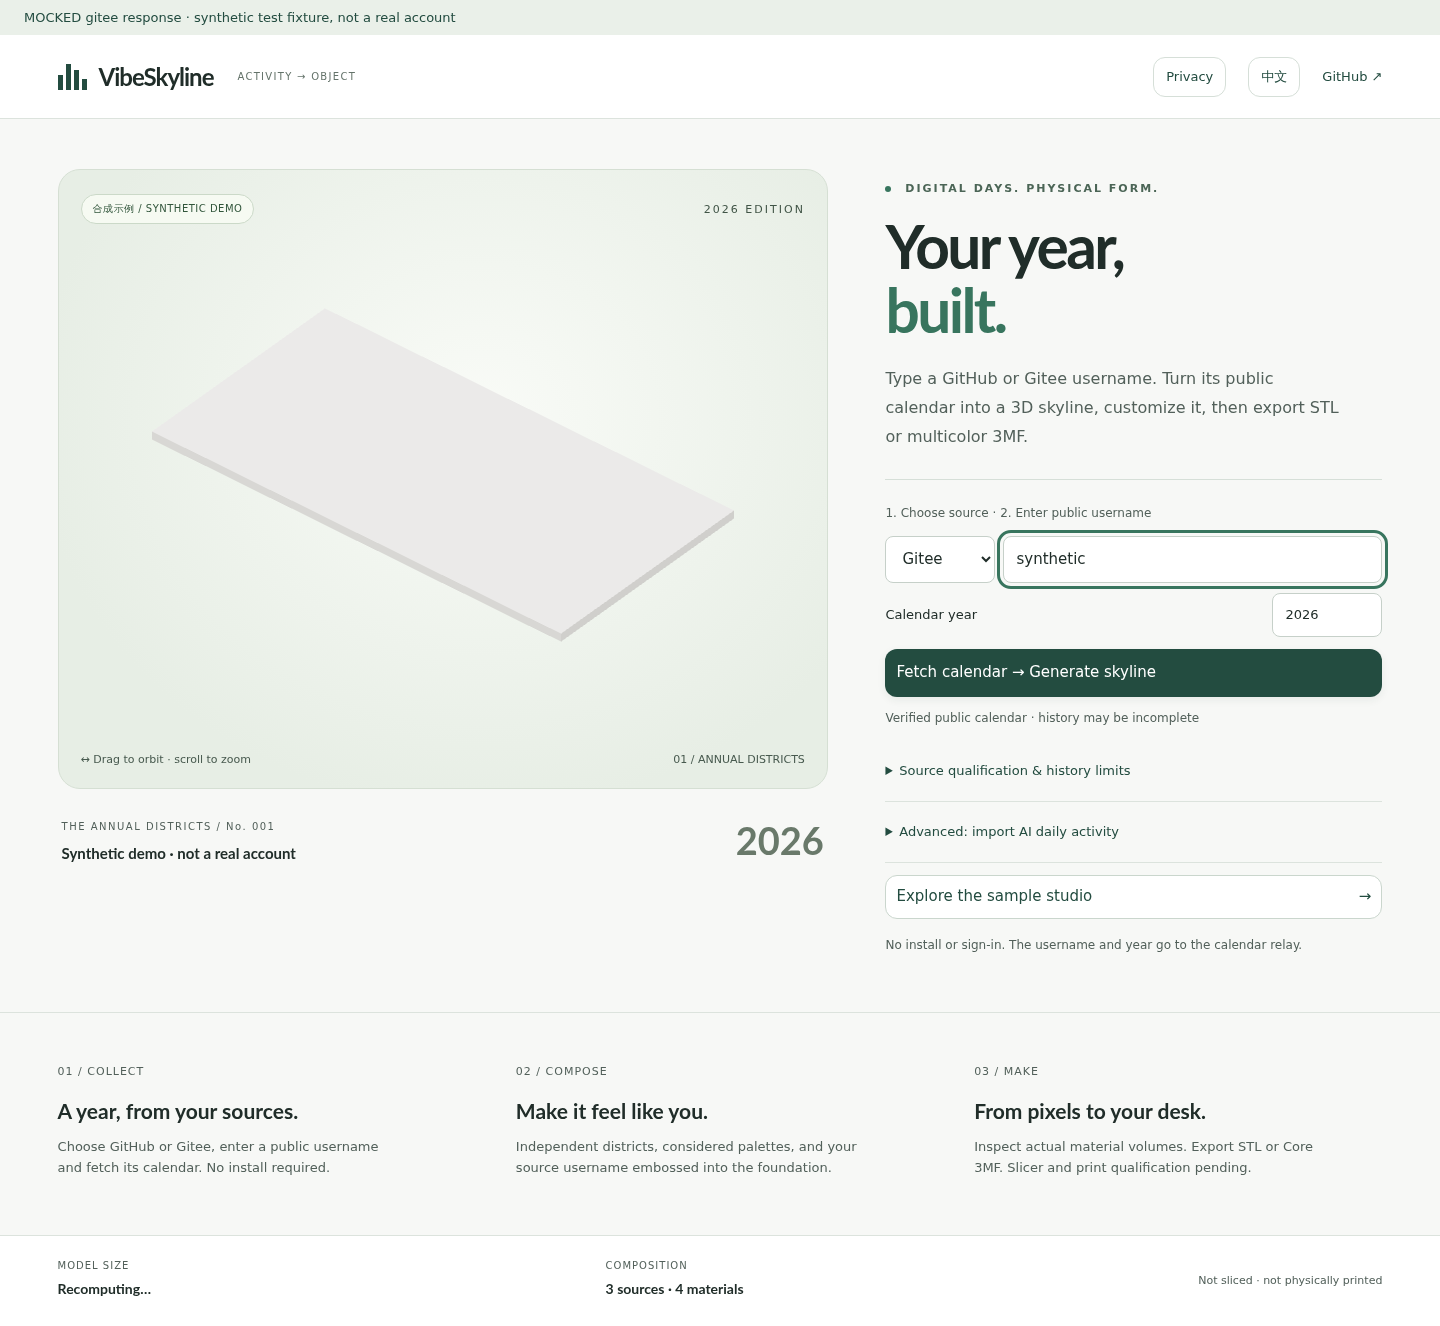 MOCKED gitee response · synthetic test fixture, not a real account
VibeSkyline
ACTIVITY → OBJECT
Privacy
中文
GitHub ↗
合成示例 / SYNTHETIC DEMO
2026 EDITION
↔ Drag to orbit · scroll to zoom
01 / ANNUAL DISTRICTS
THE ANNUAL DISTRICTS / No. 001
Synthetic demo · not a real account
2026
DIGITAL DAYS. PHYSICAL FORM.
Your year,
built.
Type a GitHub or Gitee username. Turn its public
calendar into a 3D skyline, customize it, then export STL
or multicolor 3MF.
1. Choose source · 2. Enter public username
Gitee
synthetic
Calendar year
2026
Fetch calendar → Generate skyline
Verified public calendar · history may be incomplete
▶ Source qualification & history limits
▶ Advanced: import AI daily activity
Explore the sample studio →
No install or sign-in. The username and year go to the calendar relay.
01 / COLLECT
A year, from your sources.
Choose GitHub or Gitee, enter a public username
and fetch its calendar. No install required.
02 / COMPOSE
Make it feel like you.
Independent districts, considered palettes, and your
source username embossed into the foundation.
03 / MAKE
From pixels to your desk.
Inspect actual material volumes. Export STL or Core
3MF. Slicer and print qualification pending.
MODEL SIZE
Recomputing…
COMPOSITION
3 sources · 4 materials
Not sliced · not physically printed